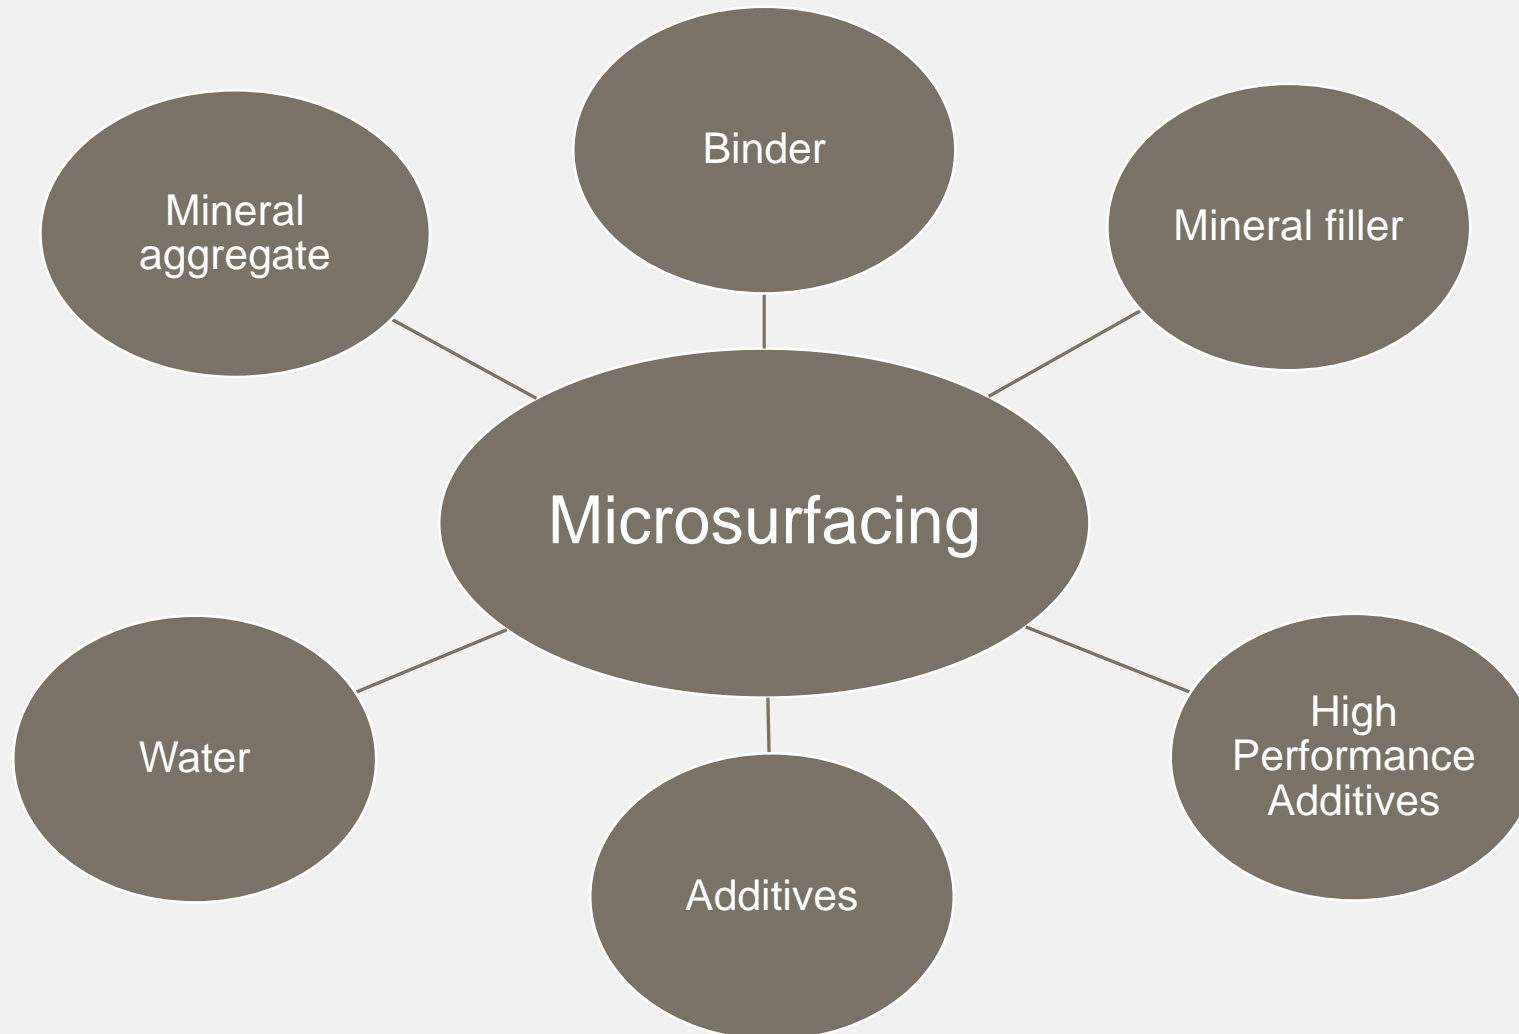 Binder
Mineral
aggregate
Mineral filler
Microsurfacing
Water
High
Performance
Additives
Additives